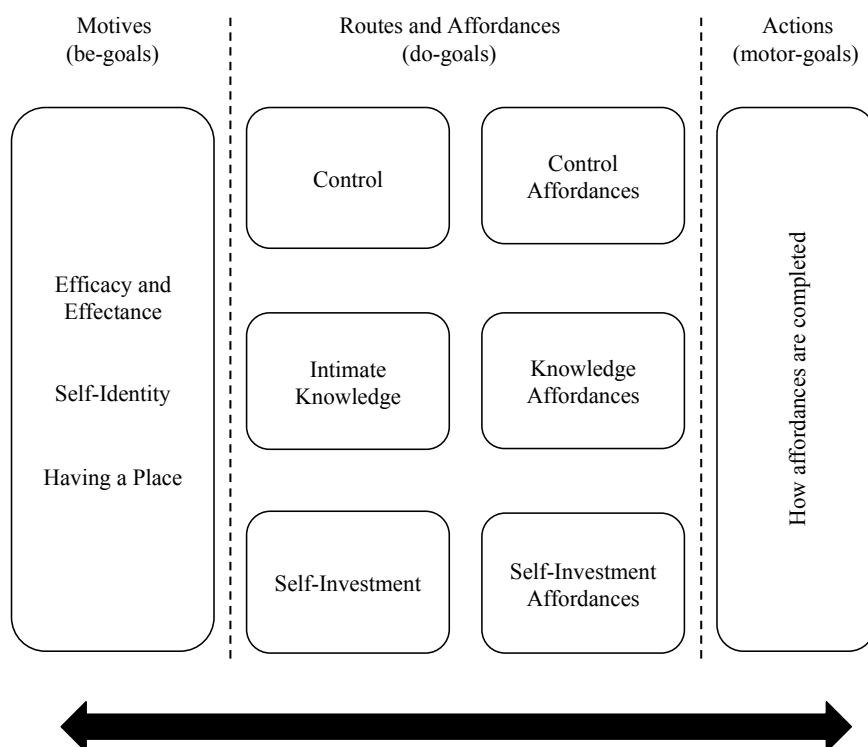 Motives
(be-goals)
Routes and Affordances
(do-goals)
Actions
(motor-goals)
Efficacy and
Effectance
Self-Identity
Having a Place
Control
Control
Affordances
Intimate
Knowledge
Knowledge
Affordances
Self-Investment
Self-Investment
Affordances
How affordances are completed